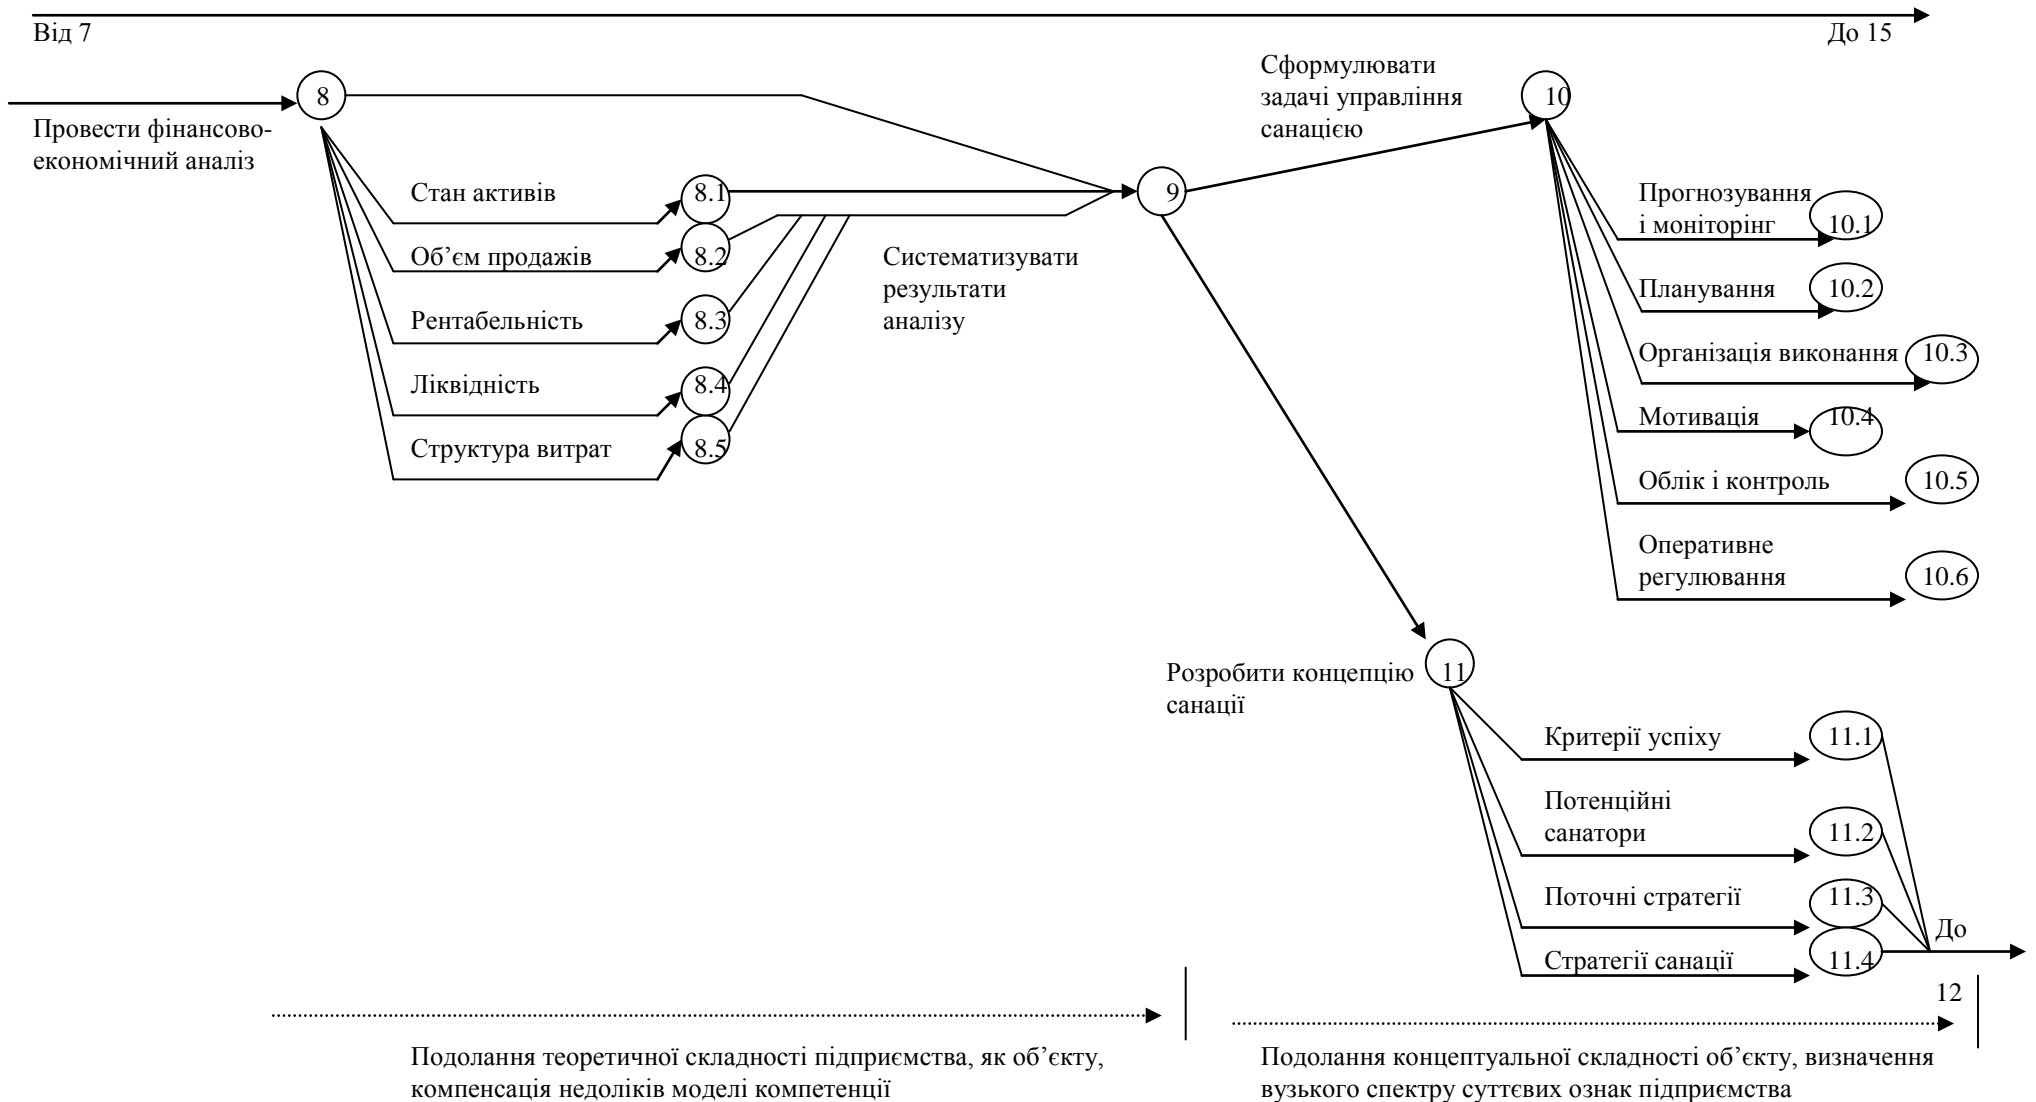 Від 7
До 15
8
Провести фінансово-
економічний аналіз
Стан активів
8.1
Об’єм продажів
8.2
Рентабельність
8.3
Ліквідність
8.4
Структура витрат
8.5
Систематизувати
результати
аналізу
9
Сформулювати
задачі управління
санацією
10
Прогнозування
і моніторінг
10.1
Планування
10.2
Організація виконання
10.3
Мотивація
10.4
Облік і контроль
10.5
Оперативне
регулювання
10.6
Розробити концепцію
санації
11
Критерії успіху
11.1
Потенційні
санатори
11.2
Поточні стратегії
11.3
Стратегії санації
11.4
До
12
Подолання теоретичної складності підприємства, як об’єкту,
компенсація недоліків моделі компетенції
Подолання концептуальної складності об’єкту, визначення
вузького спектру суттєвих ознак підприємства